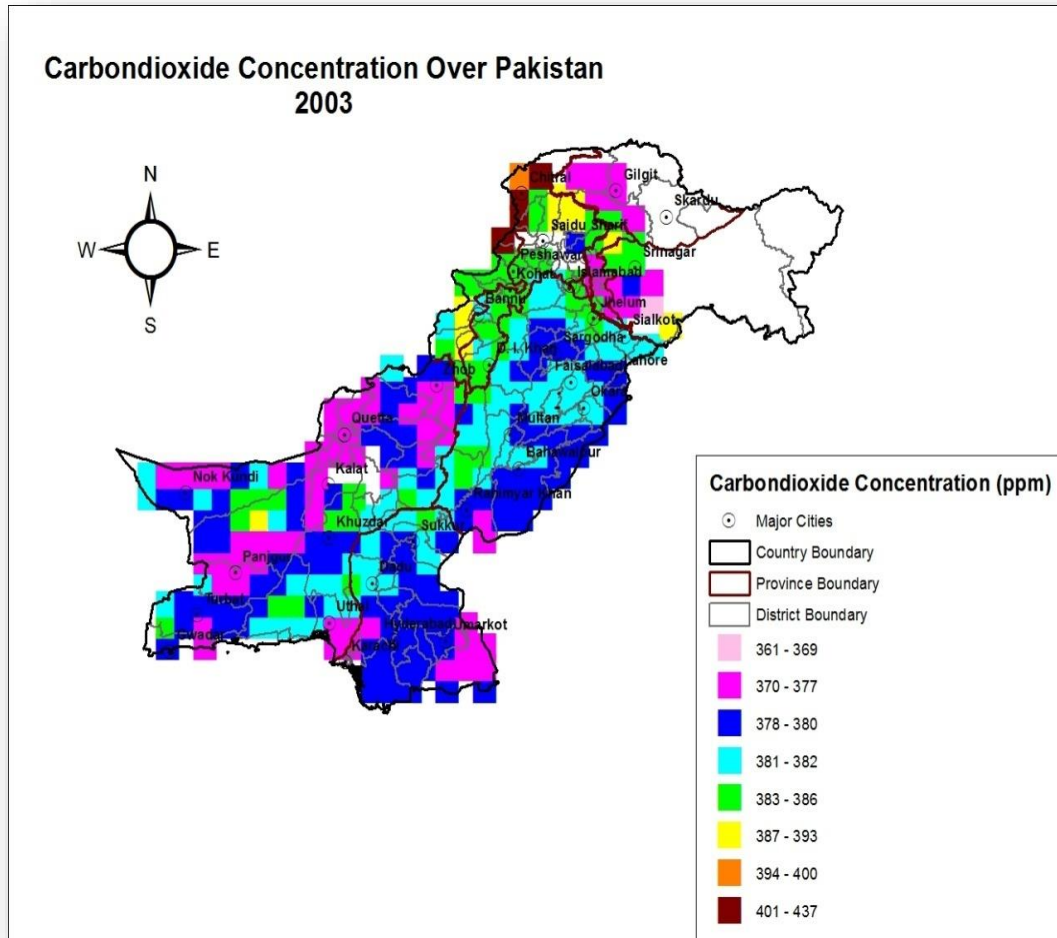 Carbondioxide Concentration Over Pakistan
2003
N
W
E
S
Chitral
Gilgit
Skardu
Saidu Sharif
Srinagar
Peshawar
Islamabad
Kohat
Bannu
Jhelum
Sialkot
Sargodha
D. I. Khan
Lahore
Faisalabad
Zhob
Okara
Quetta
Multan
Bahawalpur
Kalat
Nok Kundi
Rahimyar Khan
Khuzdar
Sukkur
Panjgur
Dadu
Turbat
Uthal
Gwadar
Hyderabad
Umarkot
Karachi
Carbondioxide Concentration (ppm)
Major Cities
Country Boundary
Province Boundary
District Boundary
361 - 369
370 - 377
378 - 380
381 - 382
383 - 386
387 - 393
394 - 400
401 - 437